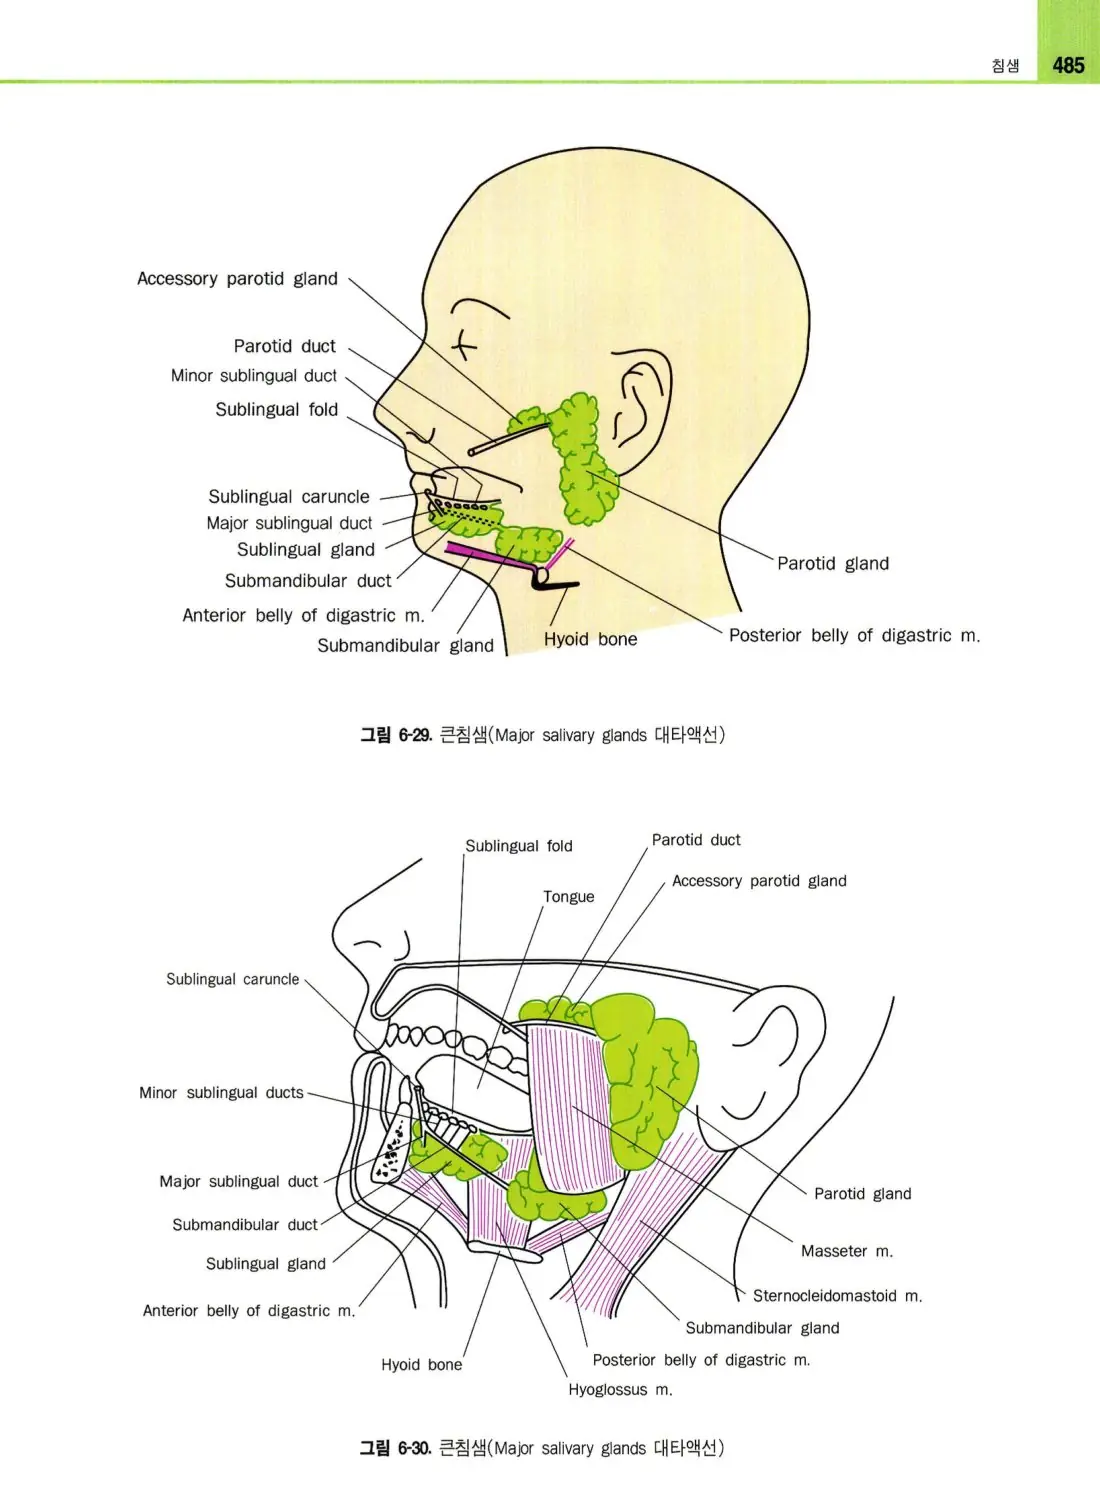 침샘 485
Accessory parotid gland
Parotid duct
Minor sublingual duct
Sublingual fold
Sublingual caruncle
Major sublingual duct
Sublingual gland
Submandibular duct
Anterior belly of digastric m.
Submandibular gland
Hyoid bone
Parotid gland
Posterior belly of digastric m.
그림 6-29. 큰침샘(Major salivary glands 대타액선)
Sublingual fold
Parotid duct
Accessory parotid gland
Tongue
Sublingual caruncle
Minor sublingual ducts
Major sublingual duct
Submandibular duct
Sublingual gland
Anterior belly of digastric m.
Hyoid bone
Parotid gland
Masseter m.
Sternocleidomastoid m.
Submandibular gland
Posterior belly of digastric m.
Hyoglossus m.
그림 6-30. 큰침샘(Major salivary glands 대타액선)